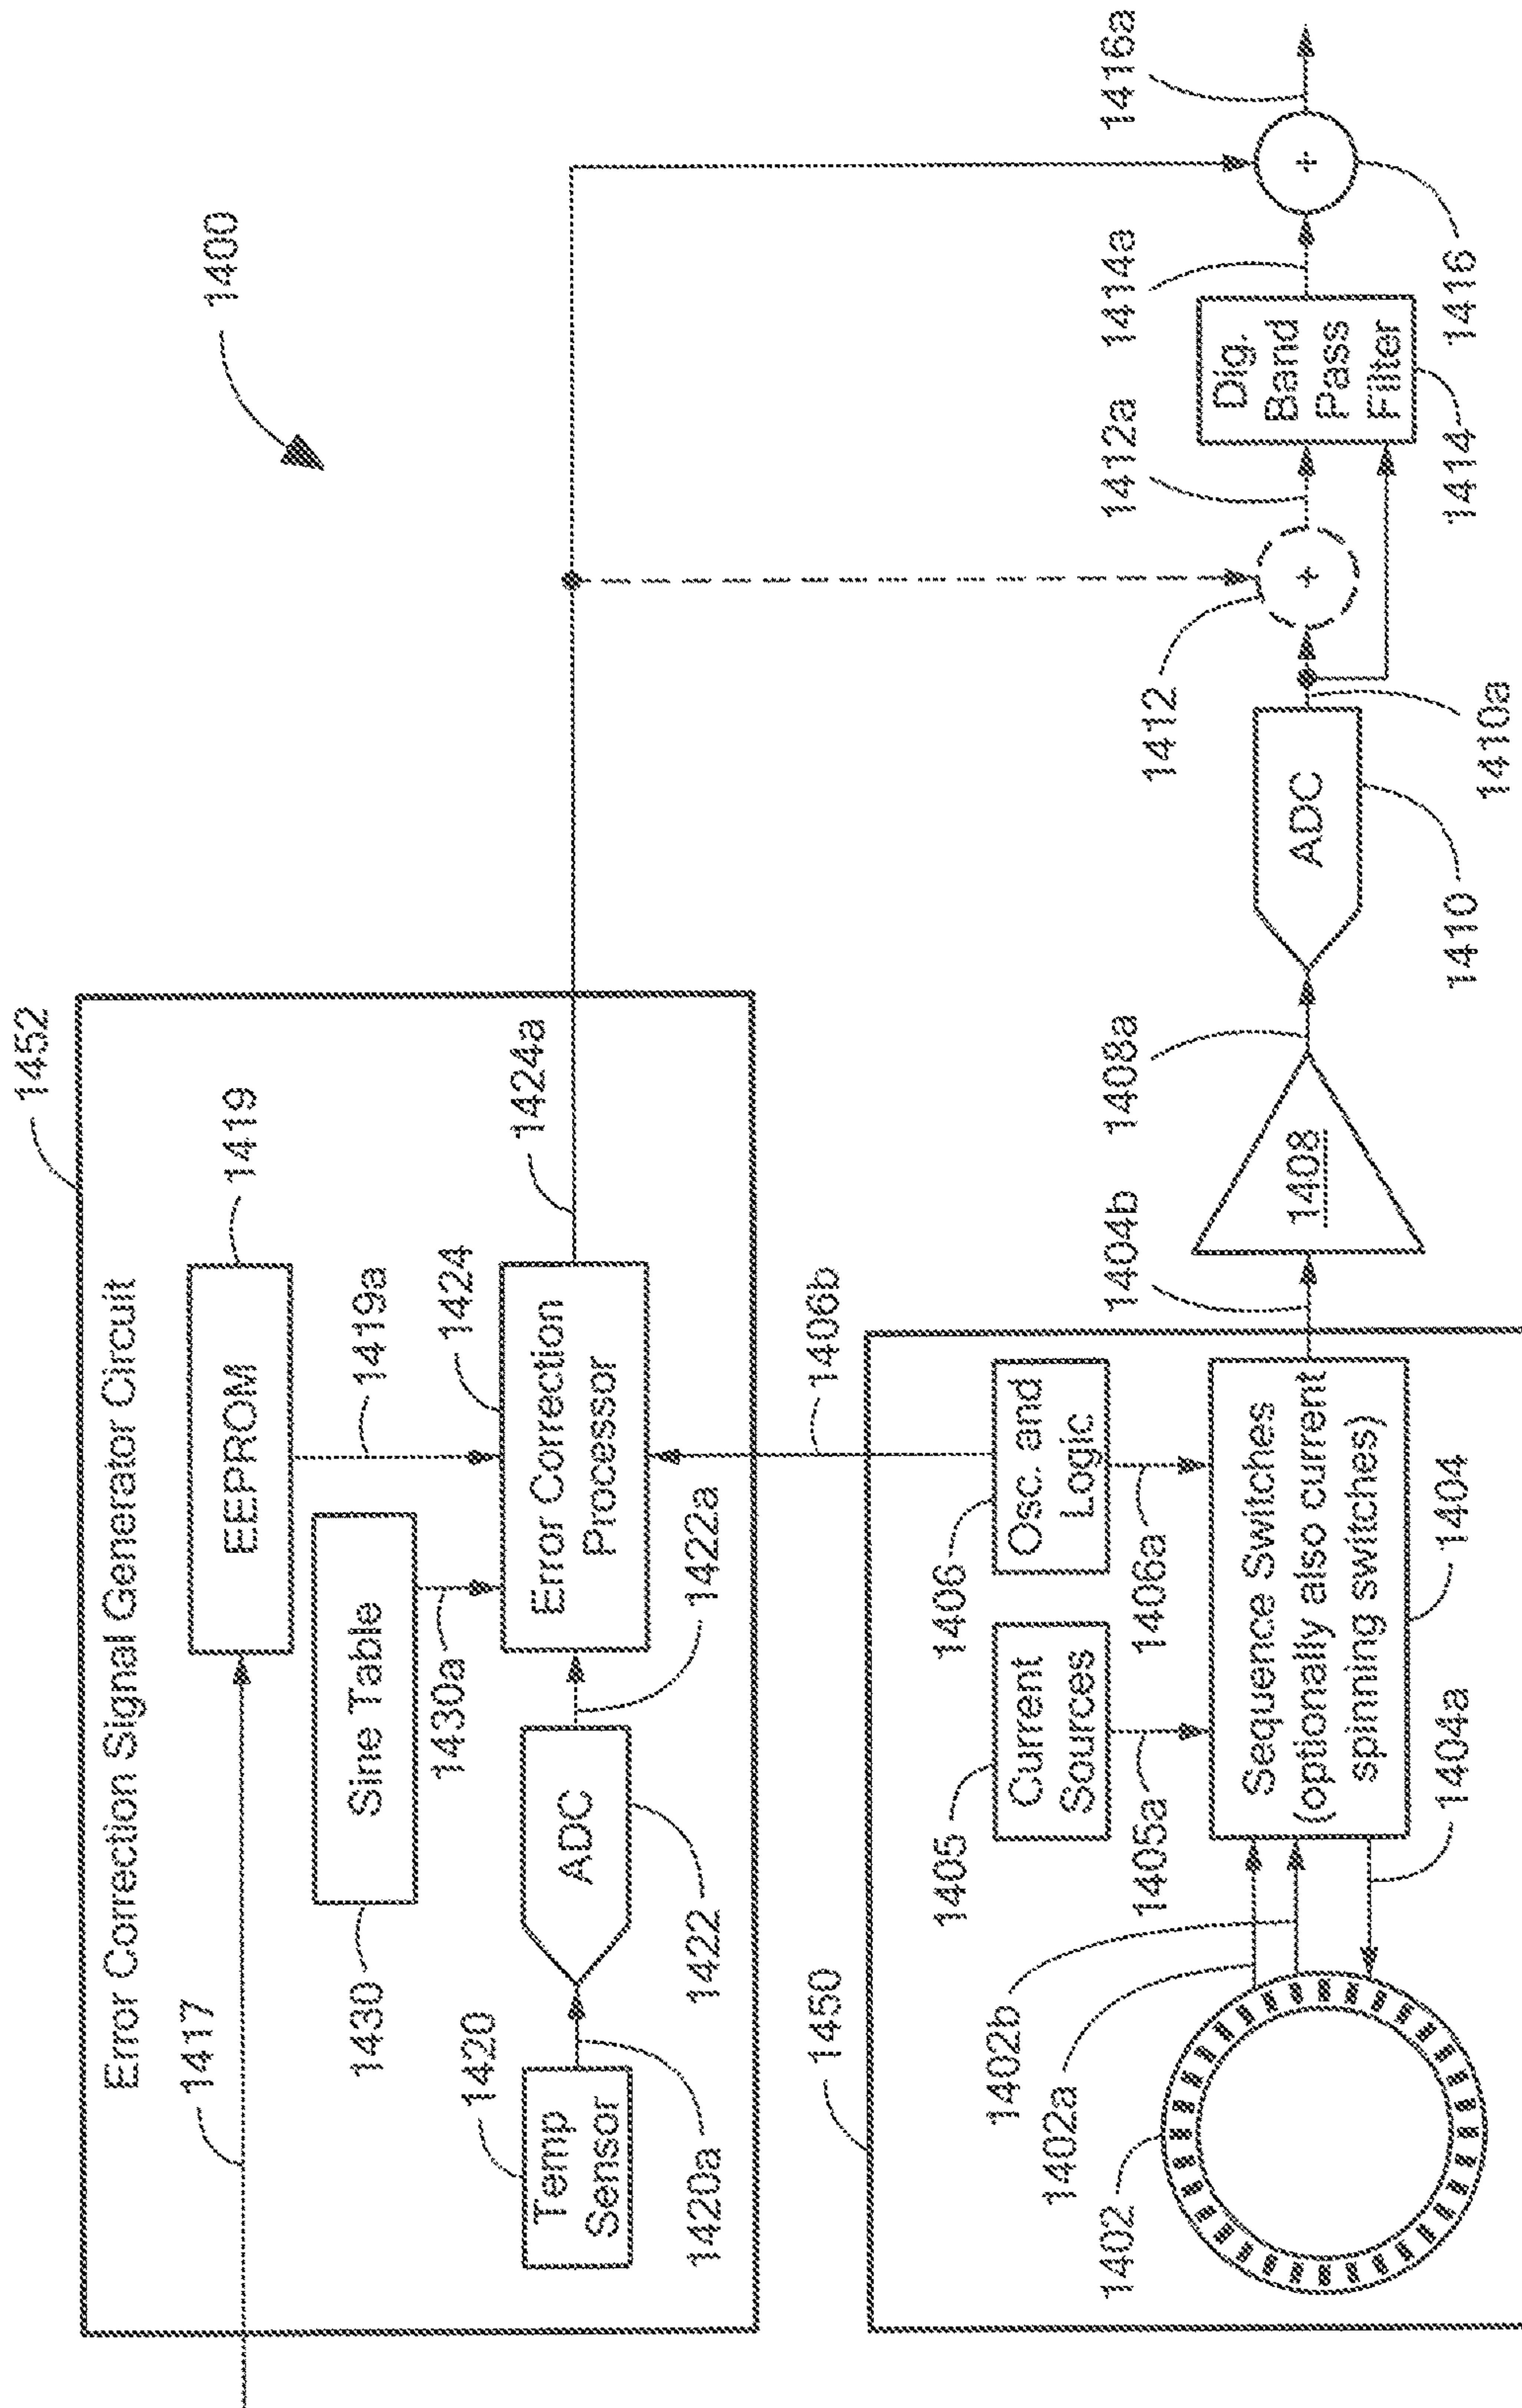 1400
1452
Error Correction Signal Generator Circuit
1417
EEPROM
1419
1419a
Sine Table
1430
1430a
1424
Error Correction
Processor
1424a
Temp
Sensor
1420
1420a
ADC
1422
1422a
1406b
1450
1402
1402a
1402b
Current
Sources
1405
1405a
Osc. and
Logic
1406
1406a
Sequence Switches
(optionally also current
spinning switches)
1404
1404a
1404b
1408
1408a
ADC
1410
1410a
1412
+
1412a
Dig.
Band
Pass
Filter
1414
1414a
+
1416
1416a